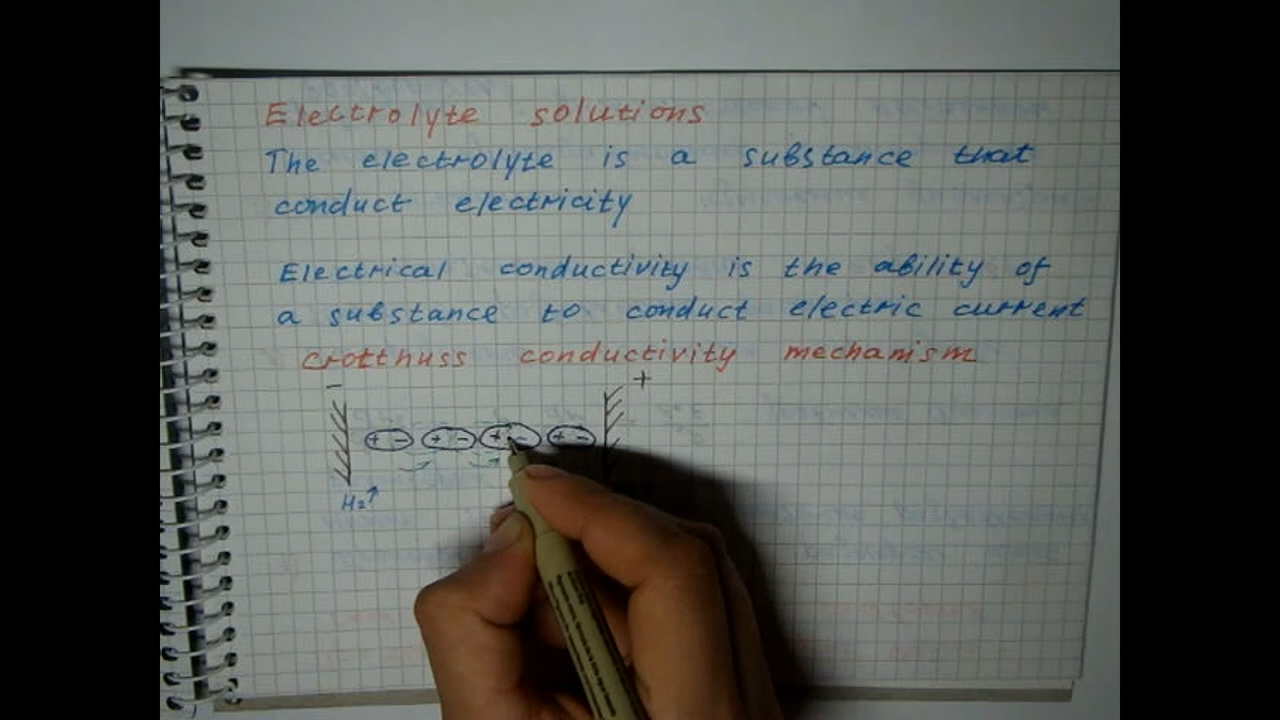 Electrolyte solutions
The electrolyte is a substance that
conduct electricity
Electrical conductivity is the ability of
a substance to conduct electric current
Crotthuss conductivity mechanism
- +
+ - + - + - + -
H₂↑